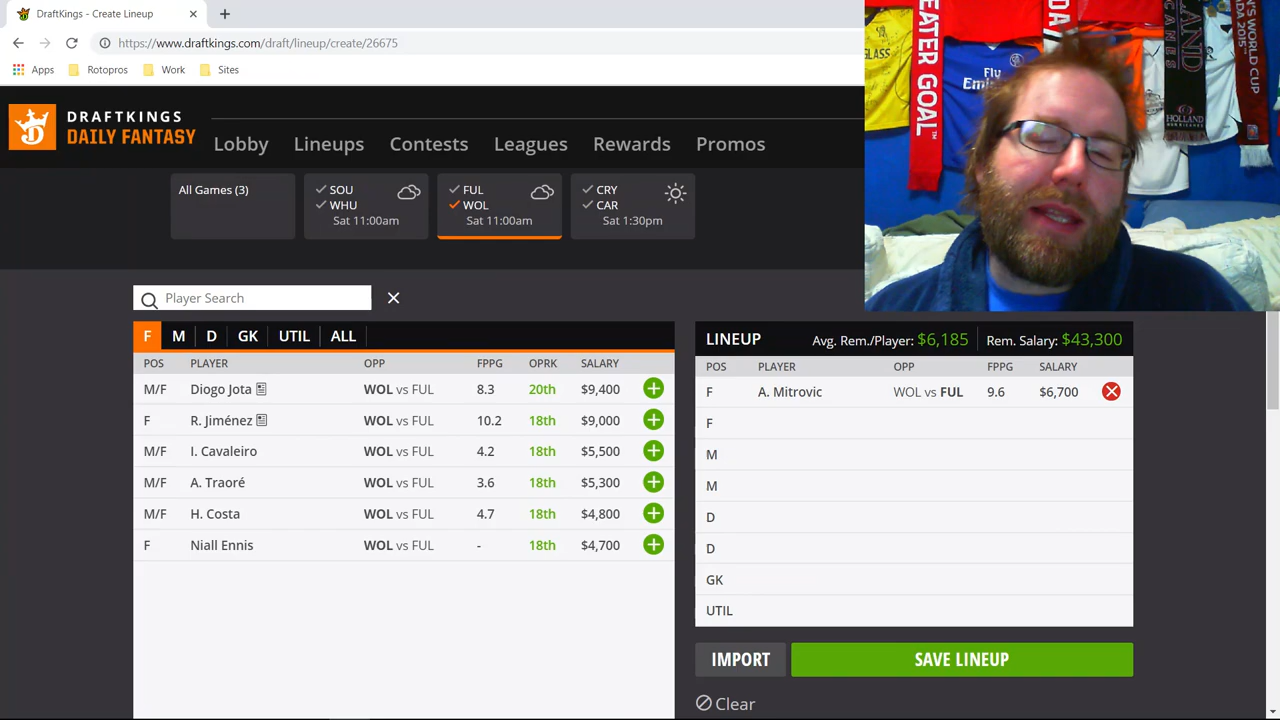 DraftKings - Create Lineup
https://www.draftkings.com/draft/lineup/create/26675
Apps Rotopros Work Sites
DRAFTKINGS
DAILY FANTASY
Lobby Lineups Contests Leagues Rewards Promos
All Games (3)
SOU
WHU
Sat 11:00am
FUL
WOL
Sat 11:00am
CRY
CAR
Sat 1:30pm
Player Search
F M D GK UTIL ALL
POS PLAYER OPP FPPG OPRK SALARY
M/F Diogo Jota WOL vs FUL 8.3 20th $9,400
F R. Jiménez WOL vs FUL 10.2 18th $9,000
M/F I. Cavaleiro WOL vs FUL 4.2 18th $5,500
M/F A. Traoré WOL vs FUL 3.6 18th $5,300
M/F H. Costa WOL vs FUL 4.7 18th $4,800
F Niall Ennis WOL vs FUL - 18th $4,700
LINEUP Avg. Rem./Player: $6,185 Rem. Salary: $43,300
POS PLAYER OPP FPPG SALARY
F A. Mitrovic WOL vs FUL 9.6 $6,700
F
M
M
D
D
GK
UTIL
IMPORT SAVE LINEUP
Clear
GLASS
EATER GOAL
Fly
HOLLAND